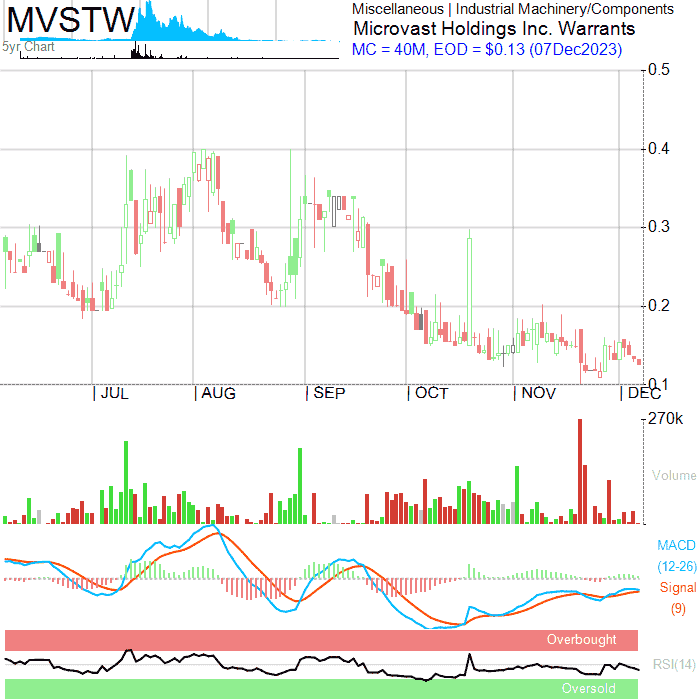 MVSTW
5yr Chart
Miscellaneous | Industrial Machinery/Components
Microvast Holdings Inc. Warrants
MC = 40M, EOD = $0.13 (07Dec2023)
0.5
0.4
0.3
0.2
0.1
JUL
AUG
SEP
OCT
NOV
DEC
270k
Volume
MACD
(12-26)
Signal
(9)
Overbought
RSI(14)
Oversold